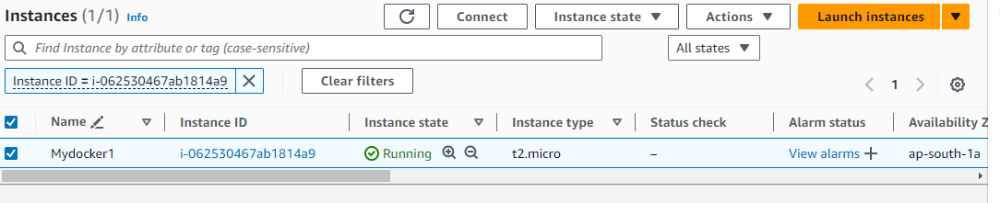 Instances (1/1) Info Connect Instance state Actions Launch instances
Find Instance by attribute or tag (case-sensitive) All states
Instance ID = i-062530467ab1814a9 Clear filters 1
Name Instance ID Instance state Instance type Status check Alarm status Availability Z
Mydocker1 i-062530467ab1814a9 Running t2.micro – View alarms ap-south-1a